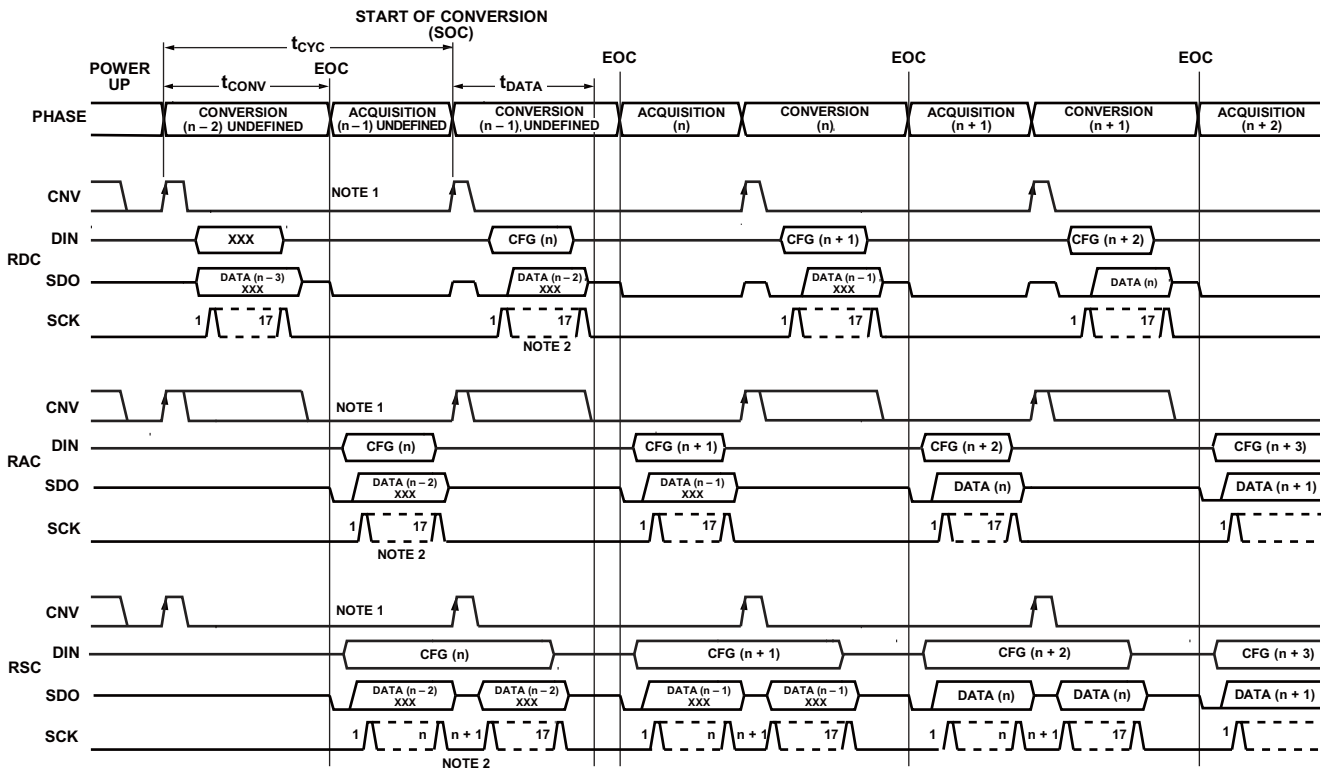 START OF CONVERSION
(SOC)
tCYC
POWER
UP
EOC
EOC
EOC
EOC
tCONV
tDATA
PHASE
CONVERSION
(n – 2) UNDEFINED
ACQUISITION
(n – 1) UNDEFINED
CONVERSION
(n – 1), UNDEFINED
ACQUISITION
(n)
CONVERSION
(n)
ACQUISITION
(n + 1)
CONVERSION
(n + 1)
ACQUISITION
(n + 2)
CNV
NOTE 1
RDC
DIN
XXX
CFG (n)
CFG (n + 1)
CFG (n + 2)
SDO
DATA (n – 3)
XXX
DATA (n – 2)
XXX
DATA (n – 1)
XXX
DATA (n)
SCK
1 17
1 17
1 17
1 17
NOTE 2
CNV
NOTE 1
RAC
DIN
CFG (n)
CFG (n + 1)
CFG (n + 2)
CFG (n + 3)
SDO
DATA (n – 2)
XXX
DATA (n – 1)
XXX
DATA (n)
DATA (n + 1)
SCK
1 17
1 17
1 17
1
NOTE 2
CNV
NOTE 1
RSC
DIN
CFG (n)
CFG (n + 1)
CFG (n + 2)
CFG (n + 3)
SDO
DATA (n – 2)
XXX
DATA (n – 2)
XXX
DATA (n – 1)
XXX
DATA (n – 1)
XXX
DATA (n)
DATA (n)
DATA (n + 1)
SCK
1 n n + 1 17
1 n n + 1 17
1 n n + 1 17
1
NOTE 2